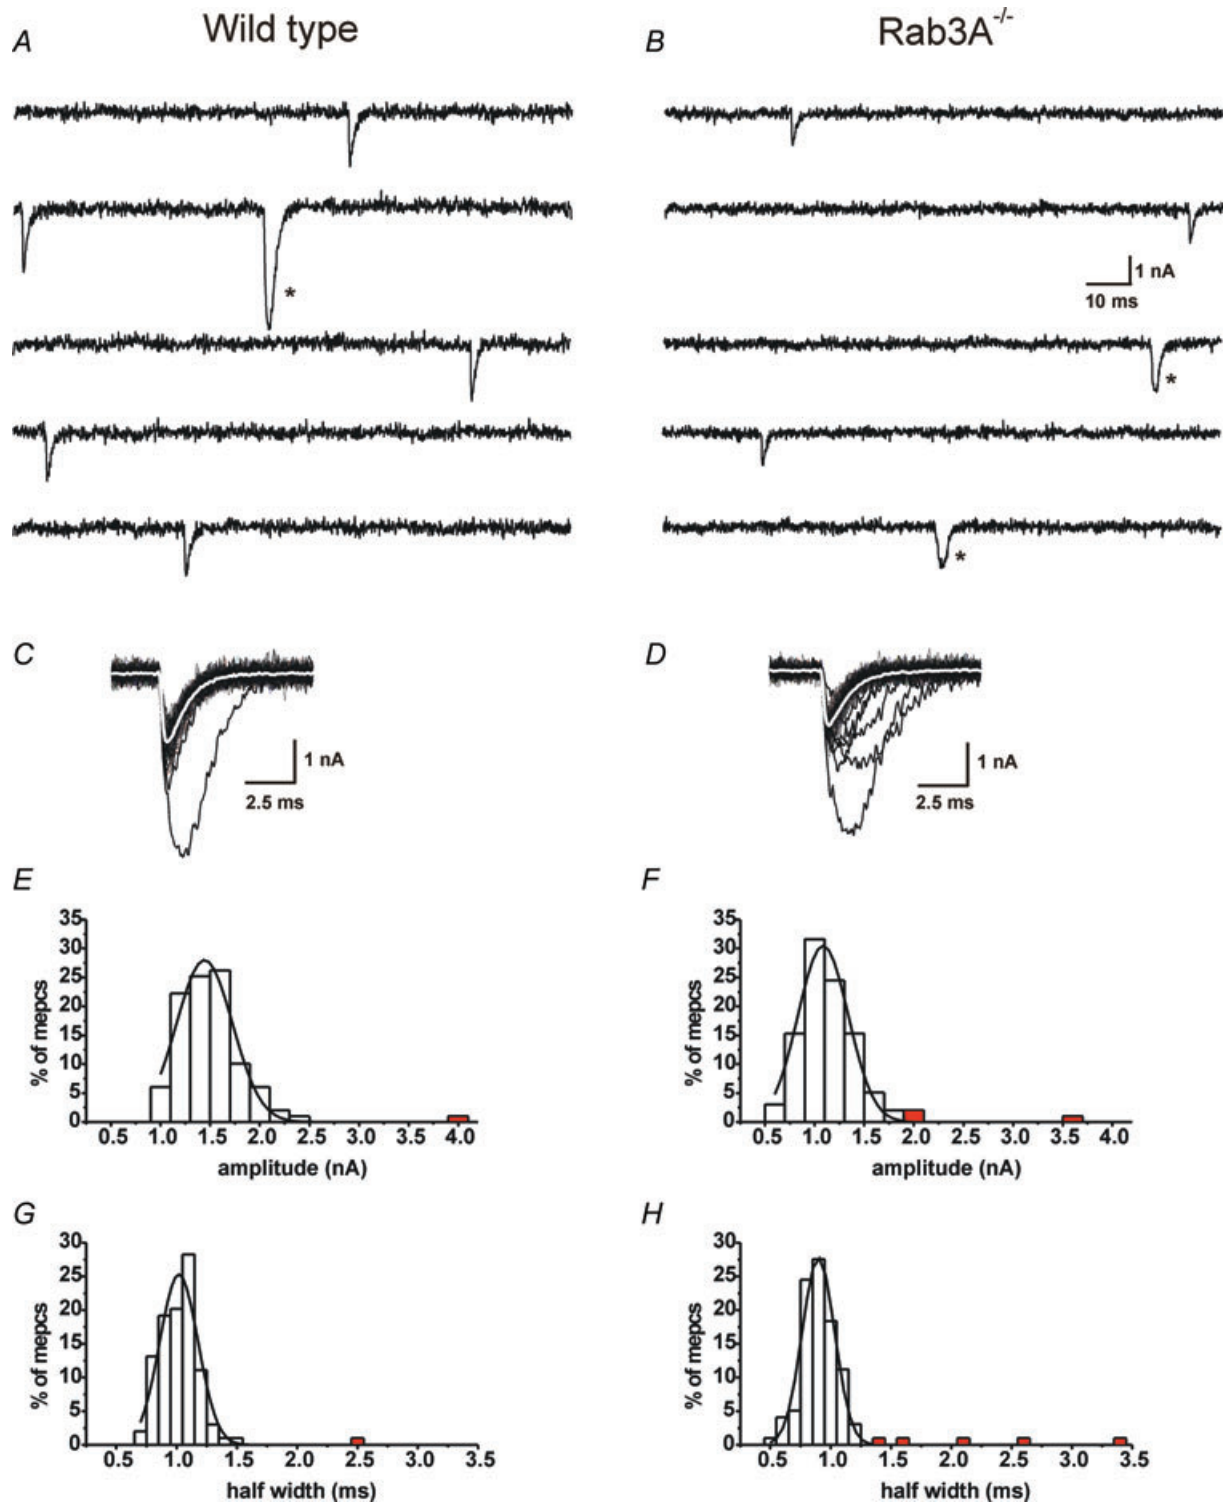 A Wild type B Rab3A-/-
*
1 nA
10 ms
*
*
C D
1 nA
2.5 ms
1 nA
2.5 ms
E F
35
30
25
20
15
10
5
0
% of mepcs
0.5 1.0 1.5 2.0 2.5 3.0 3.5 4.0
amplitude (nA)
35
30
25
20
15
10
5
0
% of mepcs
0.5 1.0 1.5 2.0 2.5 3.0 3.5 4.0
amplitude (nA)
G H
30
25
20
15
10
5
0
% of mepcs
0.5 1.0 1.5 2.0 2.5 3.0 3.5
half width (ms)
30
25
20
15
10
5
0
% of mepcs
0.5 1.0 1.5 2.0 2.5 3.0 3.5
half width (ms)